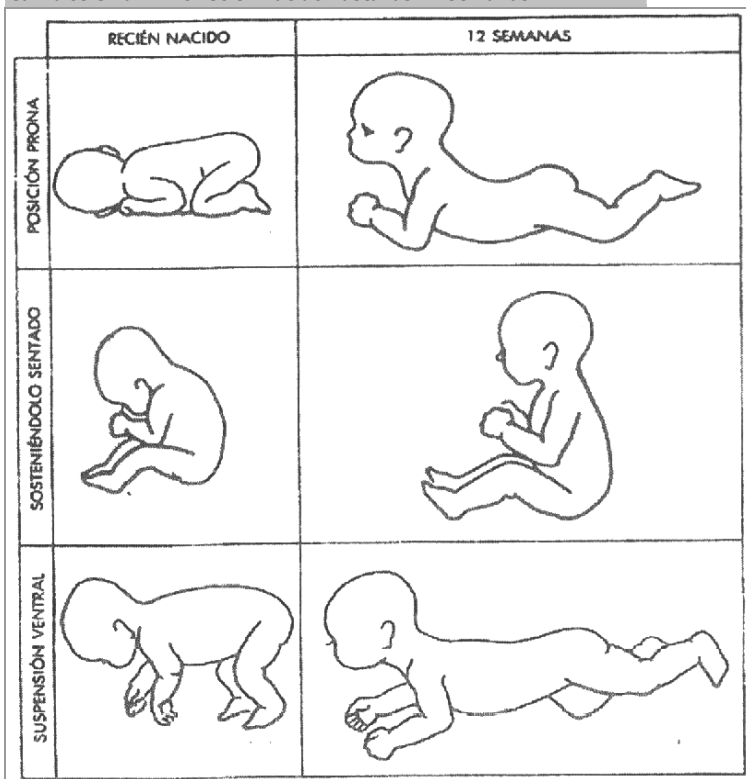 RECIÉN NACIDO
12 SEMANAS
POSICIÓN PRONA
SOSTENIÉNDOLO SENTADO
SUSPENSIÓN VENTRAL